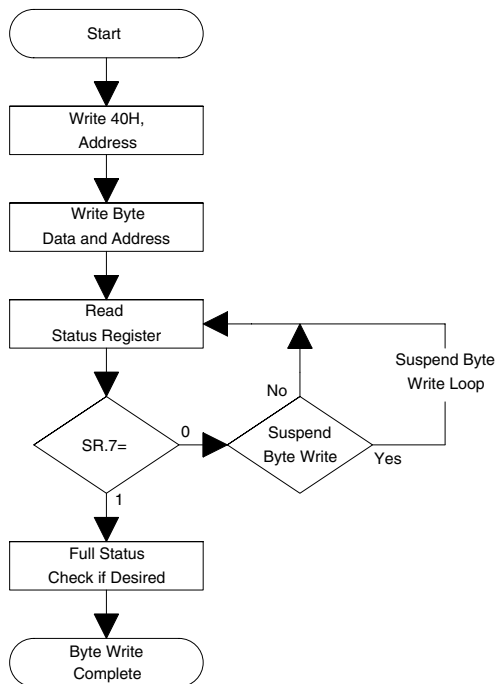 Start
Write 40H,
Address
Write Byte
Data and Address
Read
Status Register
Suspend Byte
Write Loop
No
SR.7=
0
Suspend
Byte Write
Yes
1
Full Status
Check if Desired
Byte Write
Complete